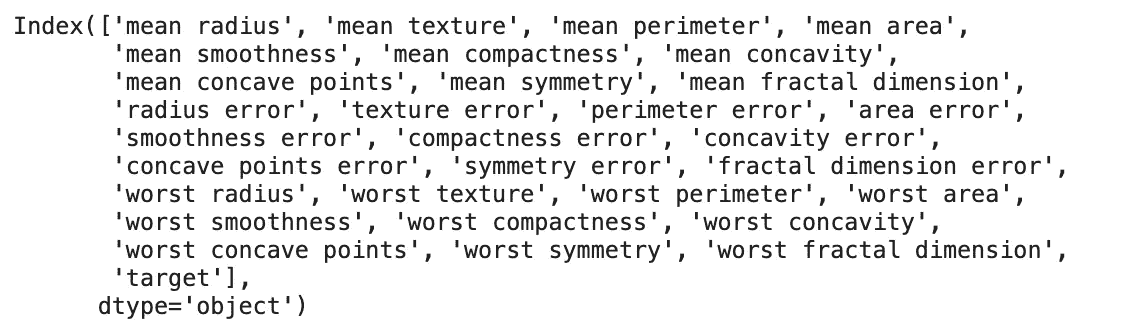 Index(['mean radius', 'mean texture', 'mean perimeter', 'mean area',
'mean smoothness', 'mean compactness', 'mean concavity',
'mean concave points', 'mean symmetry', 'mean fractal dimension',
'radius error', 'texture error', 'perimeter error', 'area error',
'smoothness error', 'compactness error', 'concavity error',
'concave points error', 'symmetry error', 'fractal dimension error',
'worst radius', 'worst texture', 'worst perimeter', 'worst area',
'worst smoothness', 'worst compactness', 'worst concavity',
'worst concave points', 'worst symmetry', 'worst fractal dimension',
'target'],
dtype='object')